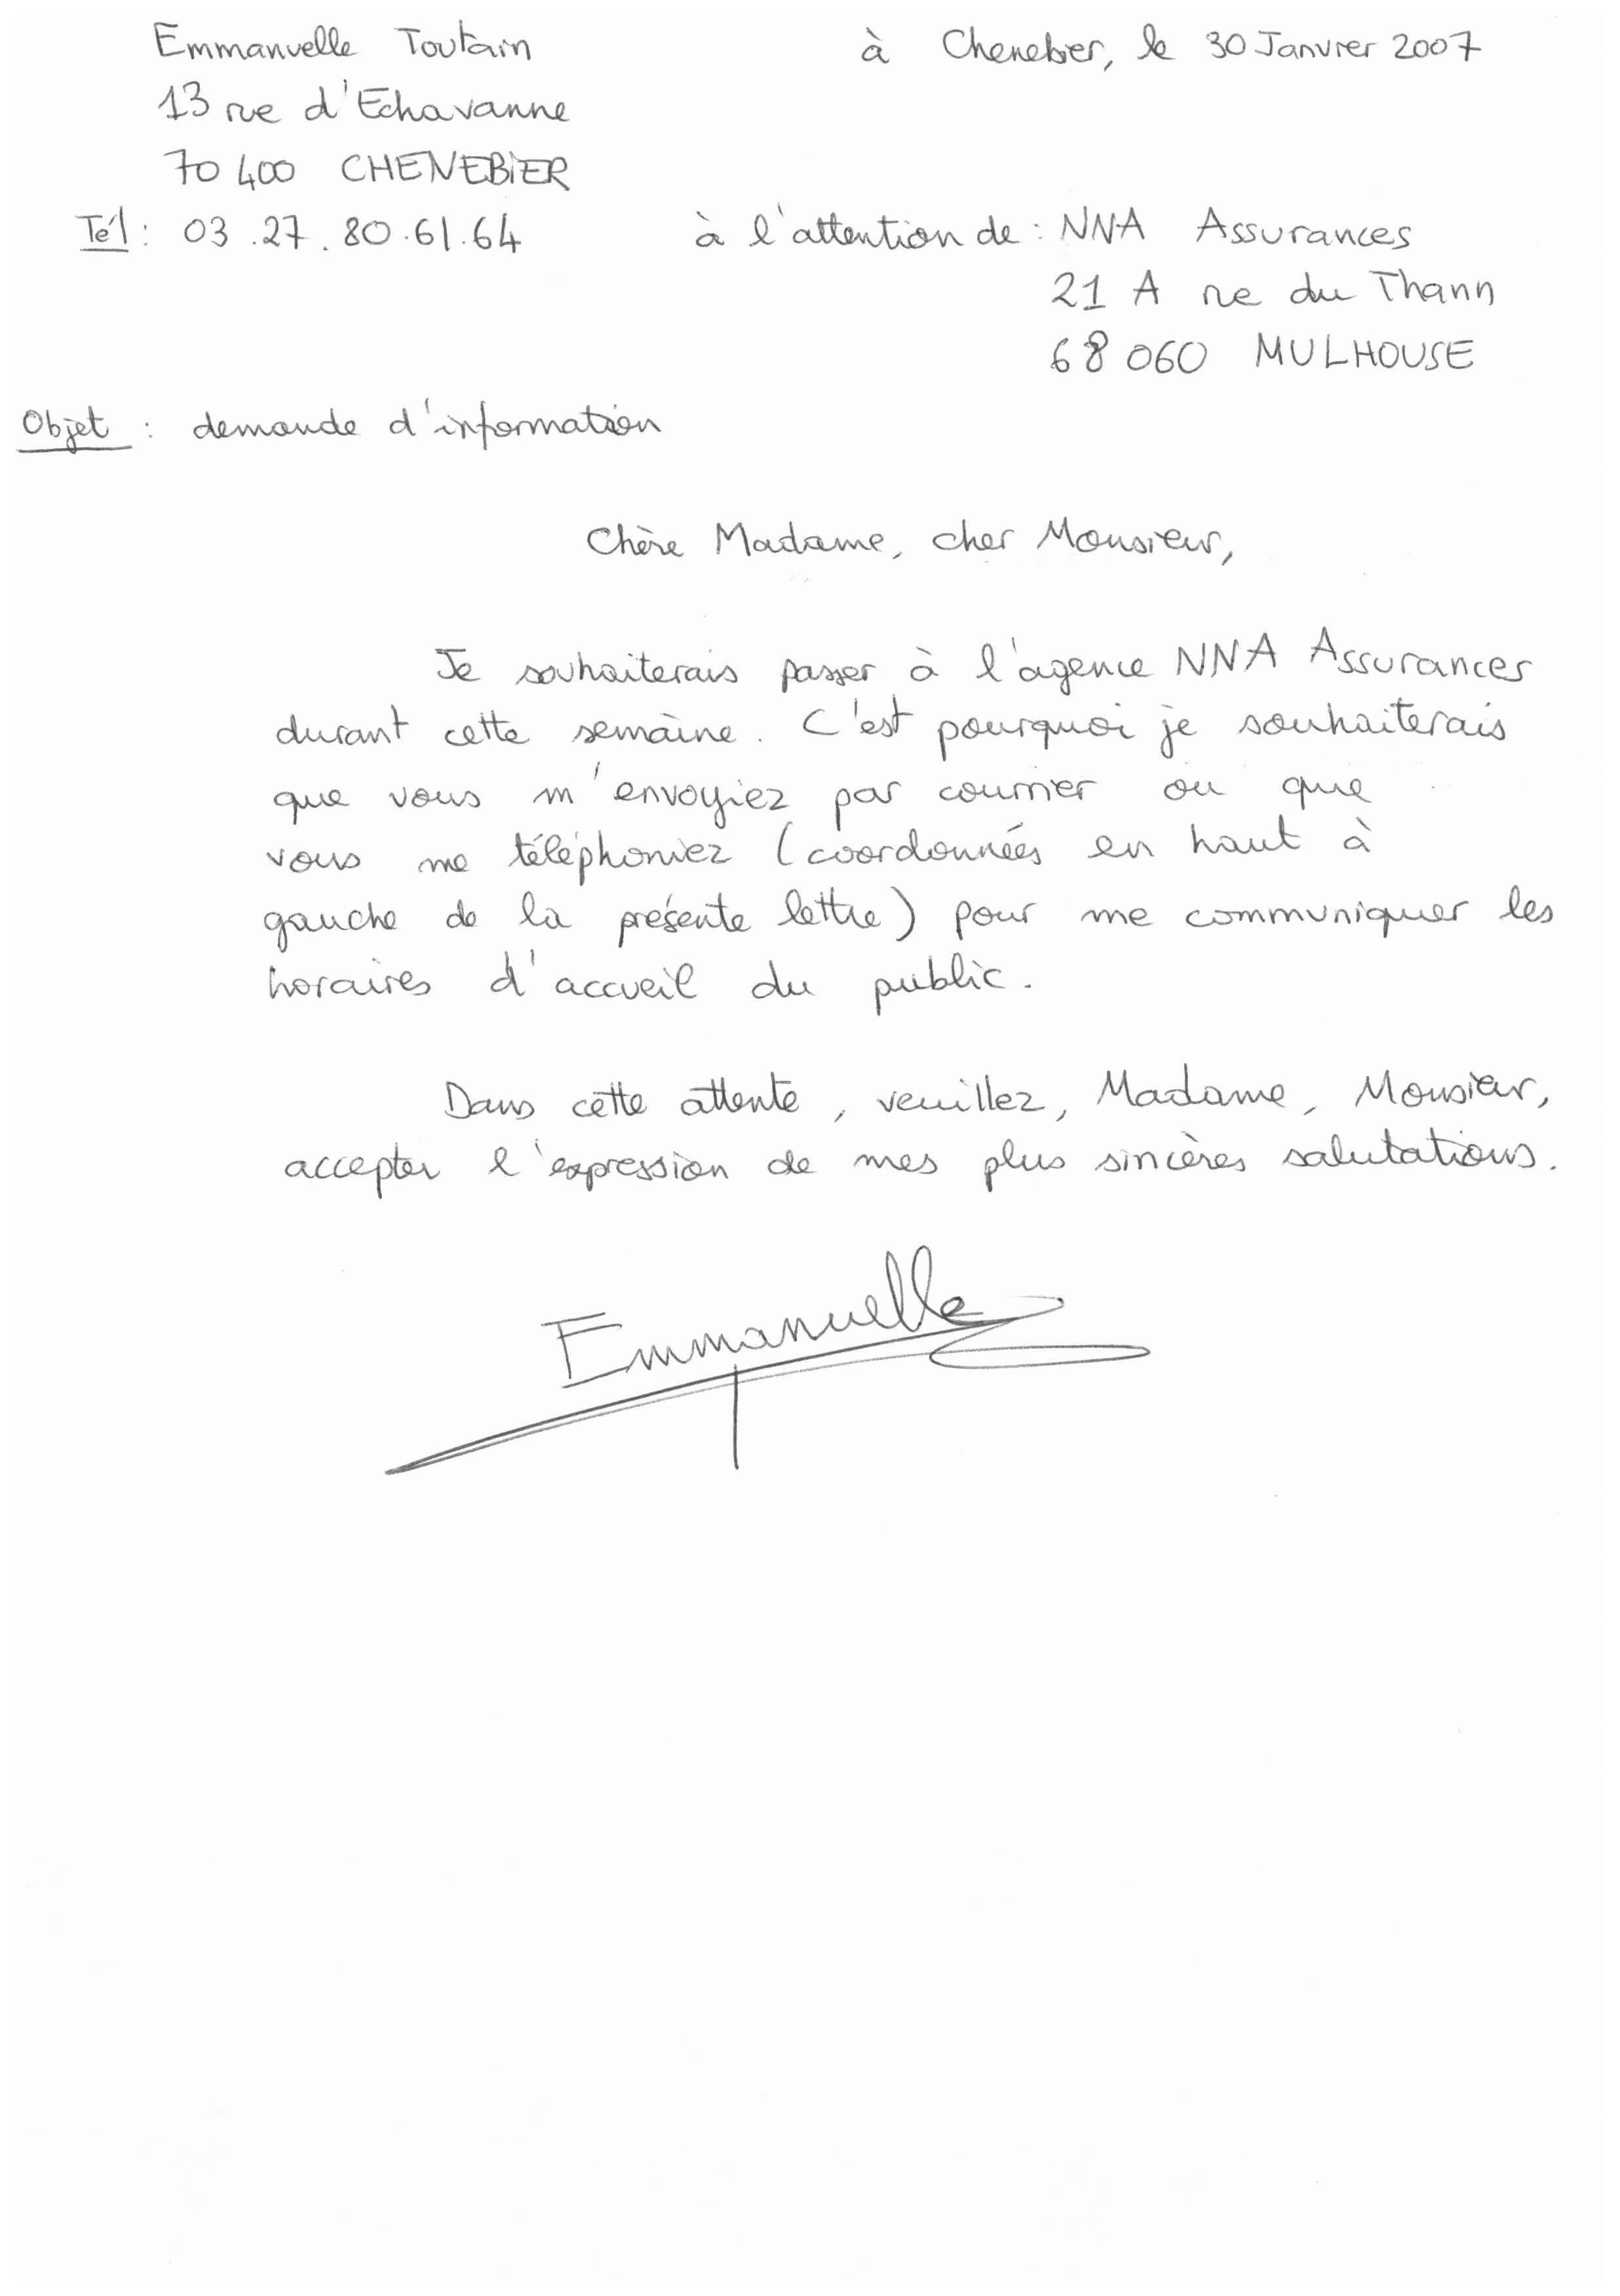 Emmanuelle Toutain
à Chenebier, le 30 Janvier 2007
13 rue d'Echavanne
70 400 CHENEBIER
Tél : 03.27.80.61.64
à l'attention de : NNA Assurances
21 A rue du Thann
68 060 MULHOUSE
Objet : demande d'information
Chère Madame, cher Monsieur,
Je souhaiterais passer à l'agence NNA Assurances
durant cette semaine. C'est pourquoi je souhaiterais
que vous m'envoyiez par courrier ou que
vous me téléphoniez (coordonnées en haut à
gauche de la présente lettre) pour me communiquer les
horaires d'accueil du public.
Dans cette attente, veuillez, Madame, Monsieur,
accepter l'expression de mes plus sincères salutations.
Emmanuelle